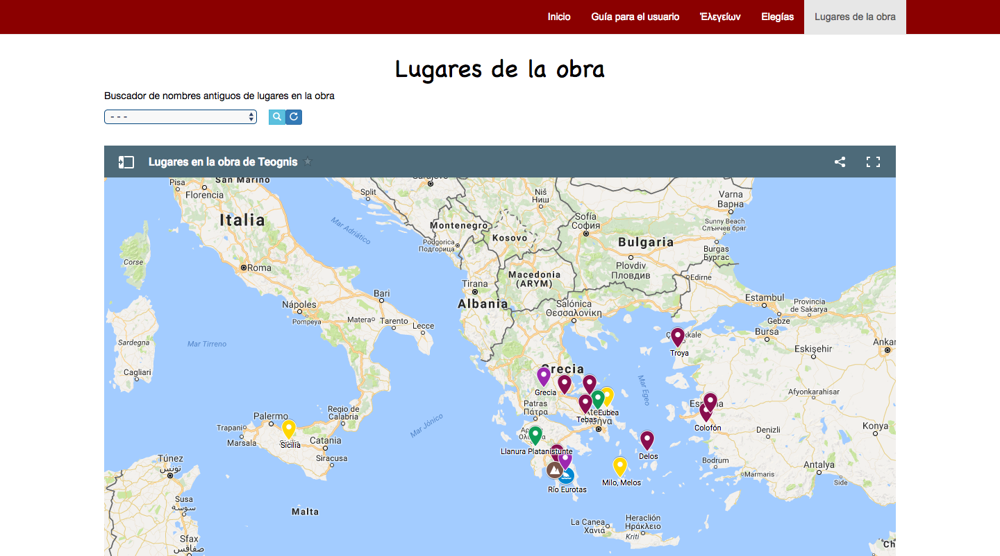 Inicio Guía para el usuario Ἐλεγείων Elegías Lugares de la obra
Lugares de la obra
Buscador de nombres antiguos de lugares en la obra
- - -
Lugares en la obra de Teognis
Pisa
San Marino
Florencia
Split
Niš
Ниш
Varna
Варна
Italia
Mar Adriático
Montenegro
Kosovo
Sofía
София
Sunny Beach
Слънчев бряг
Podgorica
Подгорица
Bulgaria
Burgas
Бургас
Corse
Roma
Plovdiv
Пловдив
Macedonia
(ARYM)
Edirne
Tirana
Albania
Bari
Nápoles
Pompeya
Matera
Tarento
Lecce
Salónica
Θεσσαλονίκη
Estambul
Provincia
de Sakarya
Gebze
Bursa
Eskişehir
Ankar
Sardegna
Mar Tirreno
Troya
Cagliari
Grecia
Grecia
Mar Egeo
Afyonkarahisar
Patras
Πάτρα
Tebas
Eubea
Colofón
Regio de
Calabria
Palermo
Trapani
Marsala
Sicilia
Catania
Siracusa
Mar Jónico
Llanura Platanistunte
Delos
Denizli
Konya
Bodrum
Marmaris
Antalya
Side
Milo, Melos
Río Eurotas
Túnez
تونس
Susa
سوسة
Malta
Sfax
صفاقس
La Canea
Χανιά
Heraclión
Ηράκλειο
Kriti
Ch